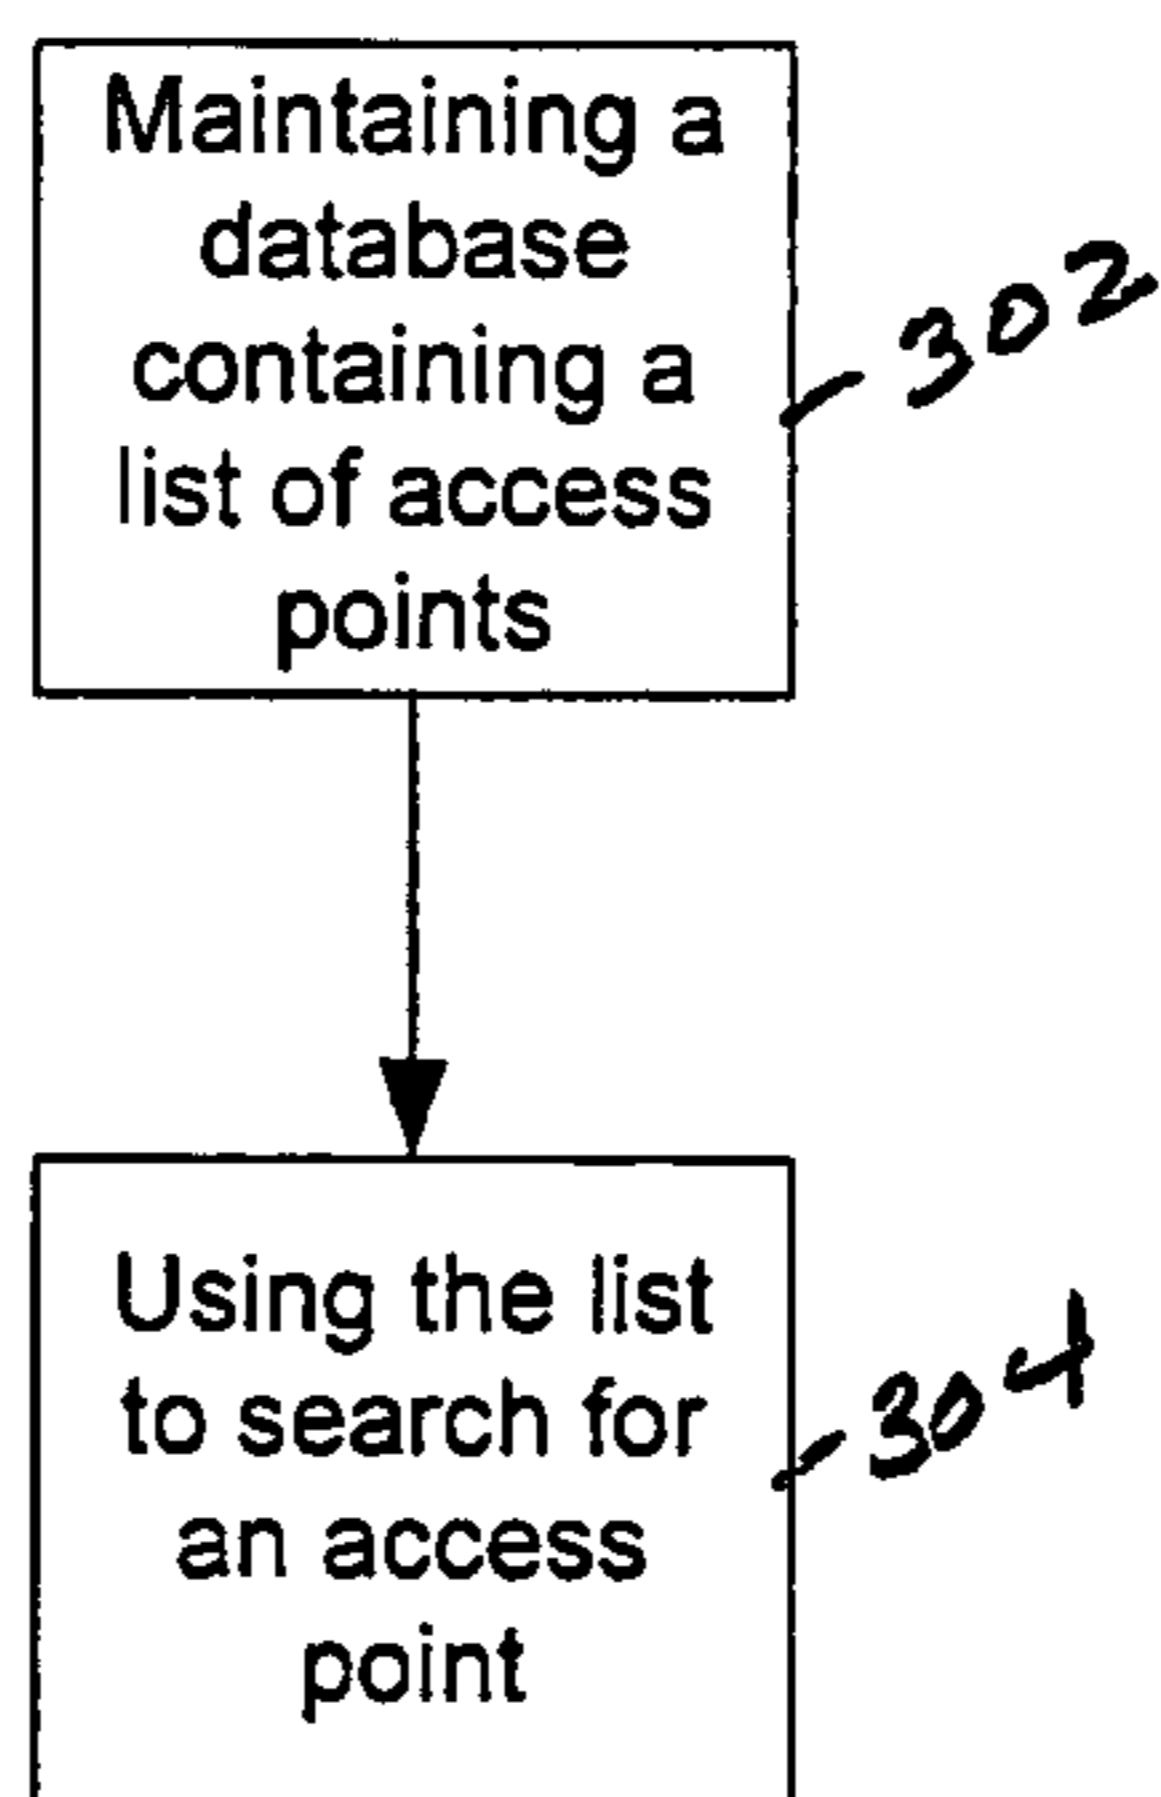 Maintaining a
database
containing a
list of access
points
302
Using the list
to search for
an access
point
304